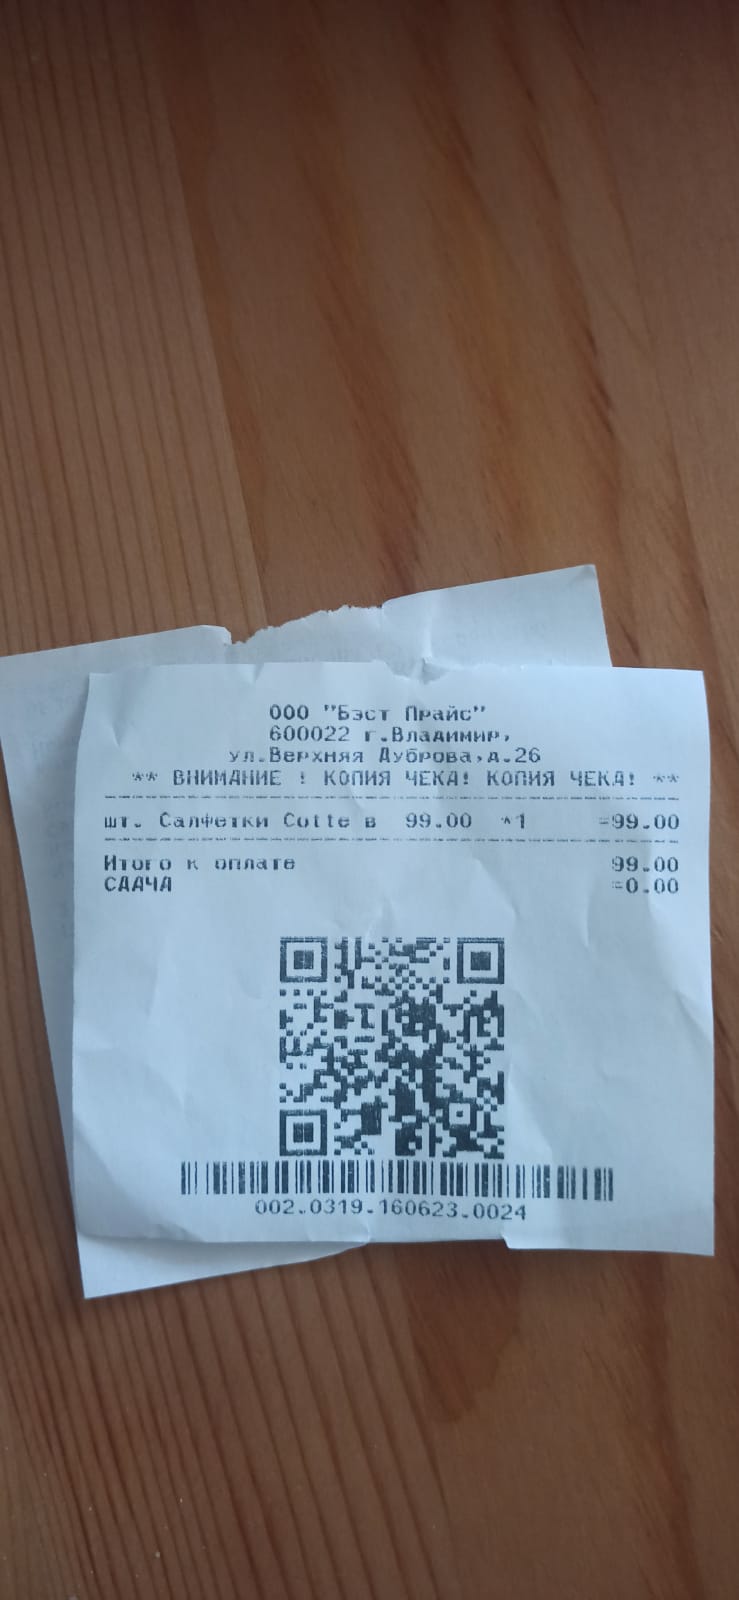 ООО "Бэст Прайс"
600022 г.Владимир,
ул.Верхняя Дуброва,д.26
** ВНИМАНИЕ ! КОПИЯ ЧЕКА! КОПИЯ ЧЕКА! **
шт. Салфетки Cotte в 99.00 *1 =99.00
Итого к оплате 99.00
СДАЧА =0.00
002.0319.160623.0024